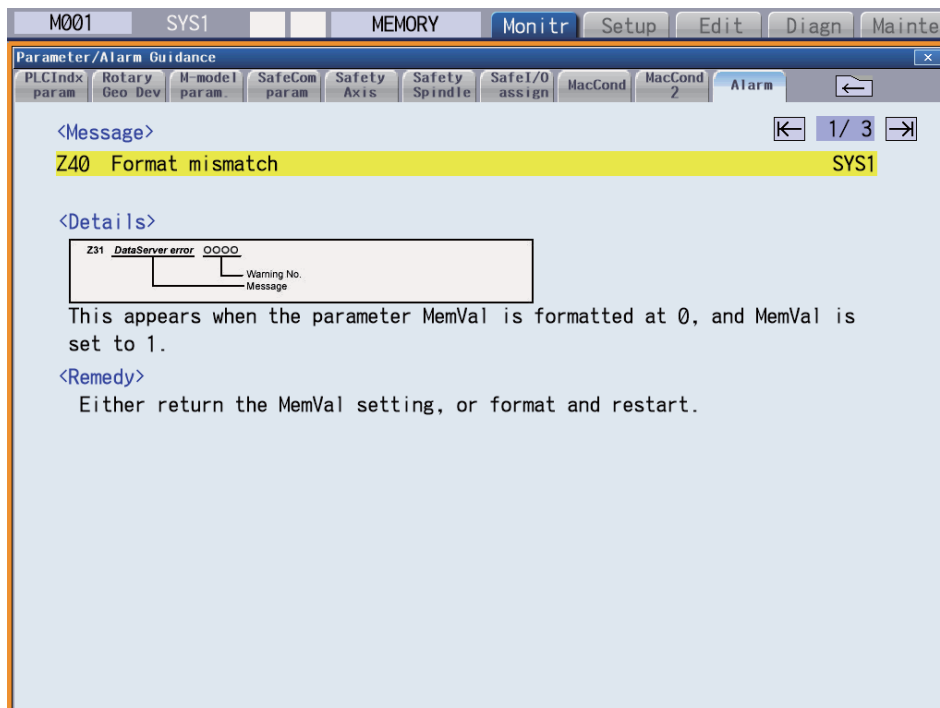 M001 SYS1 MEMORY Monitr Setup Edit Diagn Mainte
Parameter/Alarm Guidance
PLCIndx param Rotary Geo Dev M-model param. SafeCom param Safety Axis Safety Spindle SafeI/O assign MacCond MacCond 2 Alarm
<Message> 1/ 3
Z40 Format mismatch SYS1
<Details>
Z31 DataServer error OOOO
Warning No.
Message
This appears when the parameter MemVal is formatted at 0, and MemVal is
set to 1.
<Remedy>
Either return the MemVal setting, or format and restart.